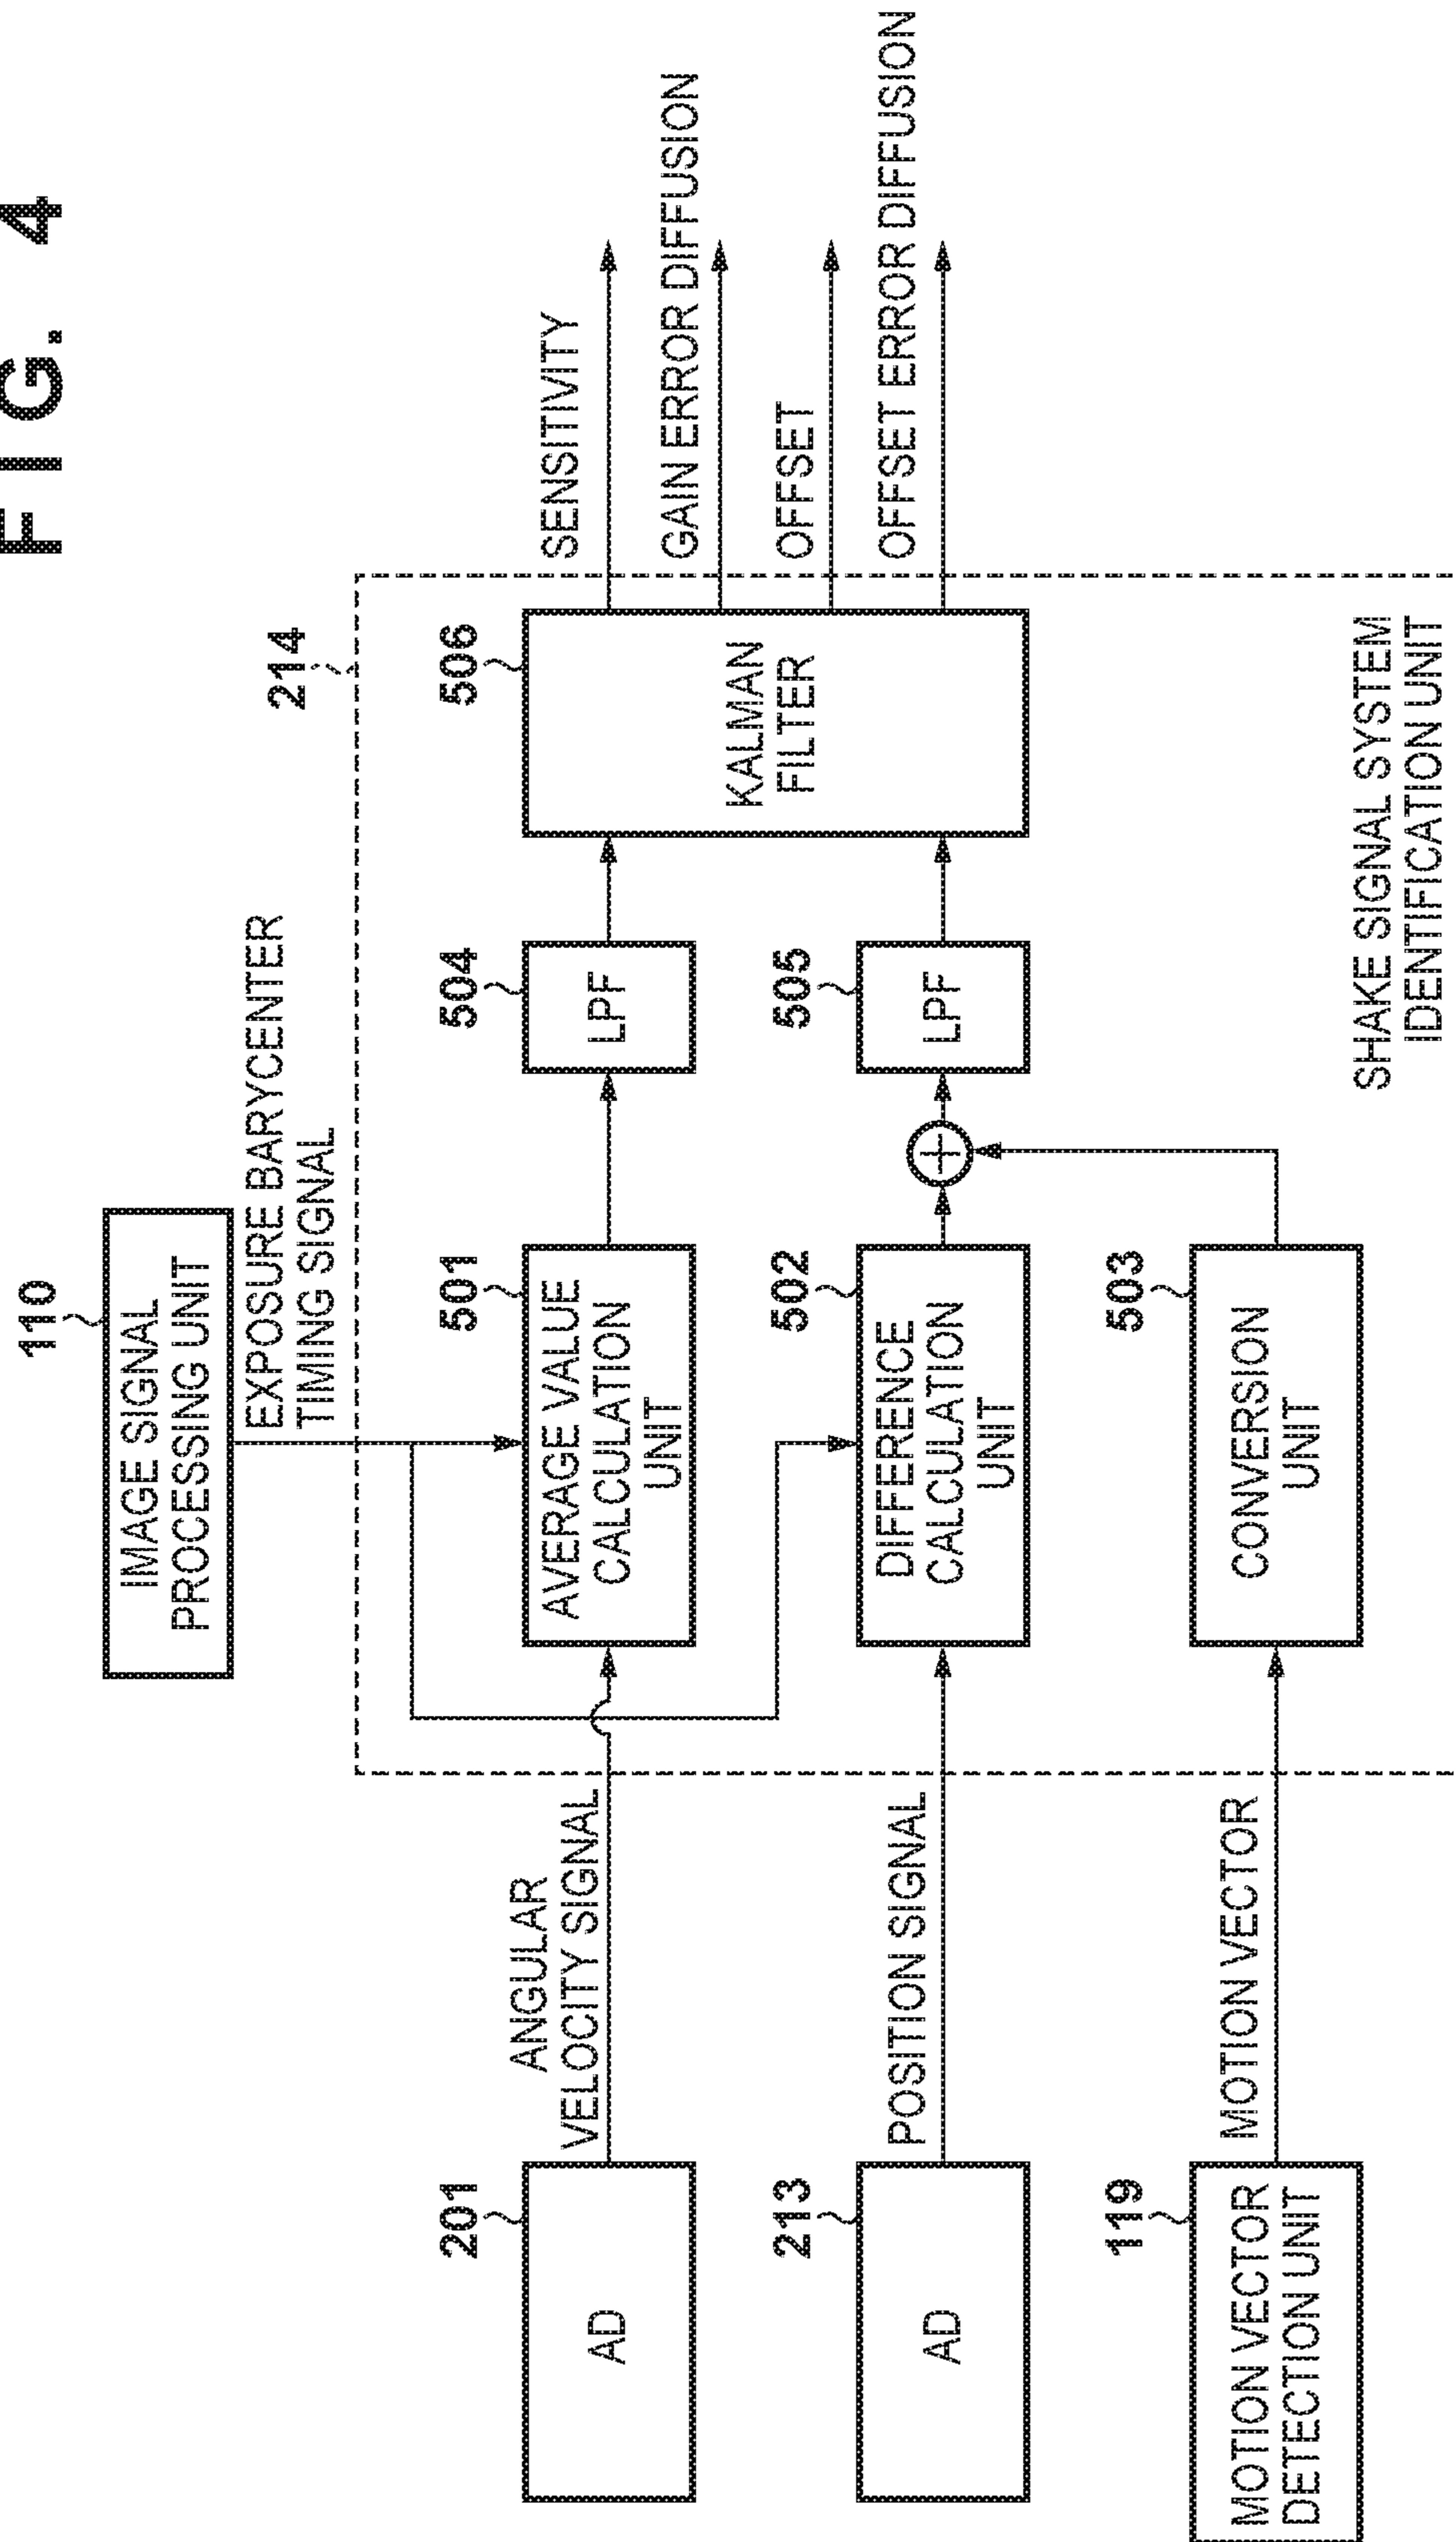 FIG. 4
110
IMAGE SIGNAL
PROCESSING UNIT
EXPOSURE BARYCENTER
TIMING SIGNAL
214
201
AD
ANGULAR
VELOCITY SIGNAL
501
AVERAGE VALUE
CALCULATION
UNIT
504
LPF
506
KALMAN
FILTER
SENSITIVITY
GAIN ERROR DIFFUSION
OFFSET
OFFSET ERROR DIFFUSION
213
AD
POSITION SIGNAL
502
DIFFERENCE
CALCULATION
UNIT
505
LPF
119
MOTION VECTOR
DETECTION UNIT
MOTION VECTOR
503
CONVERSION
UNIT
SHAKE SIGNAL SYSTEM
IDENTIFICATION UNIT